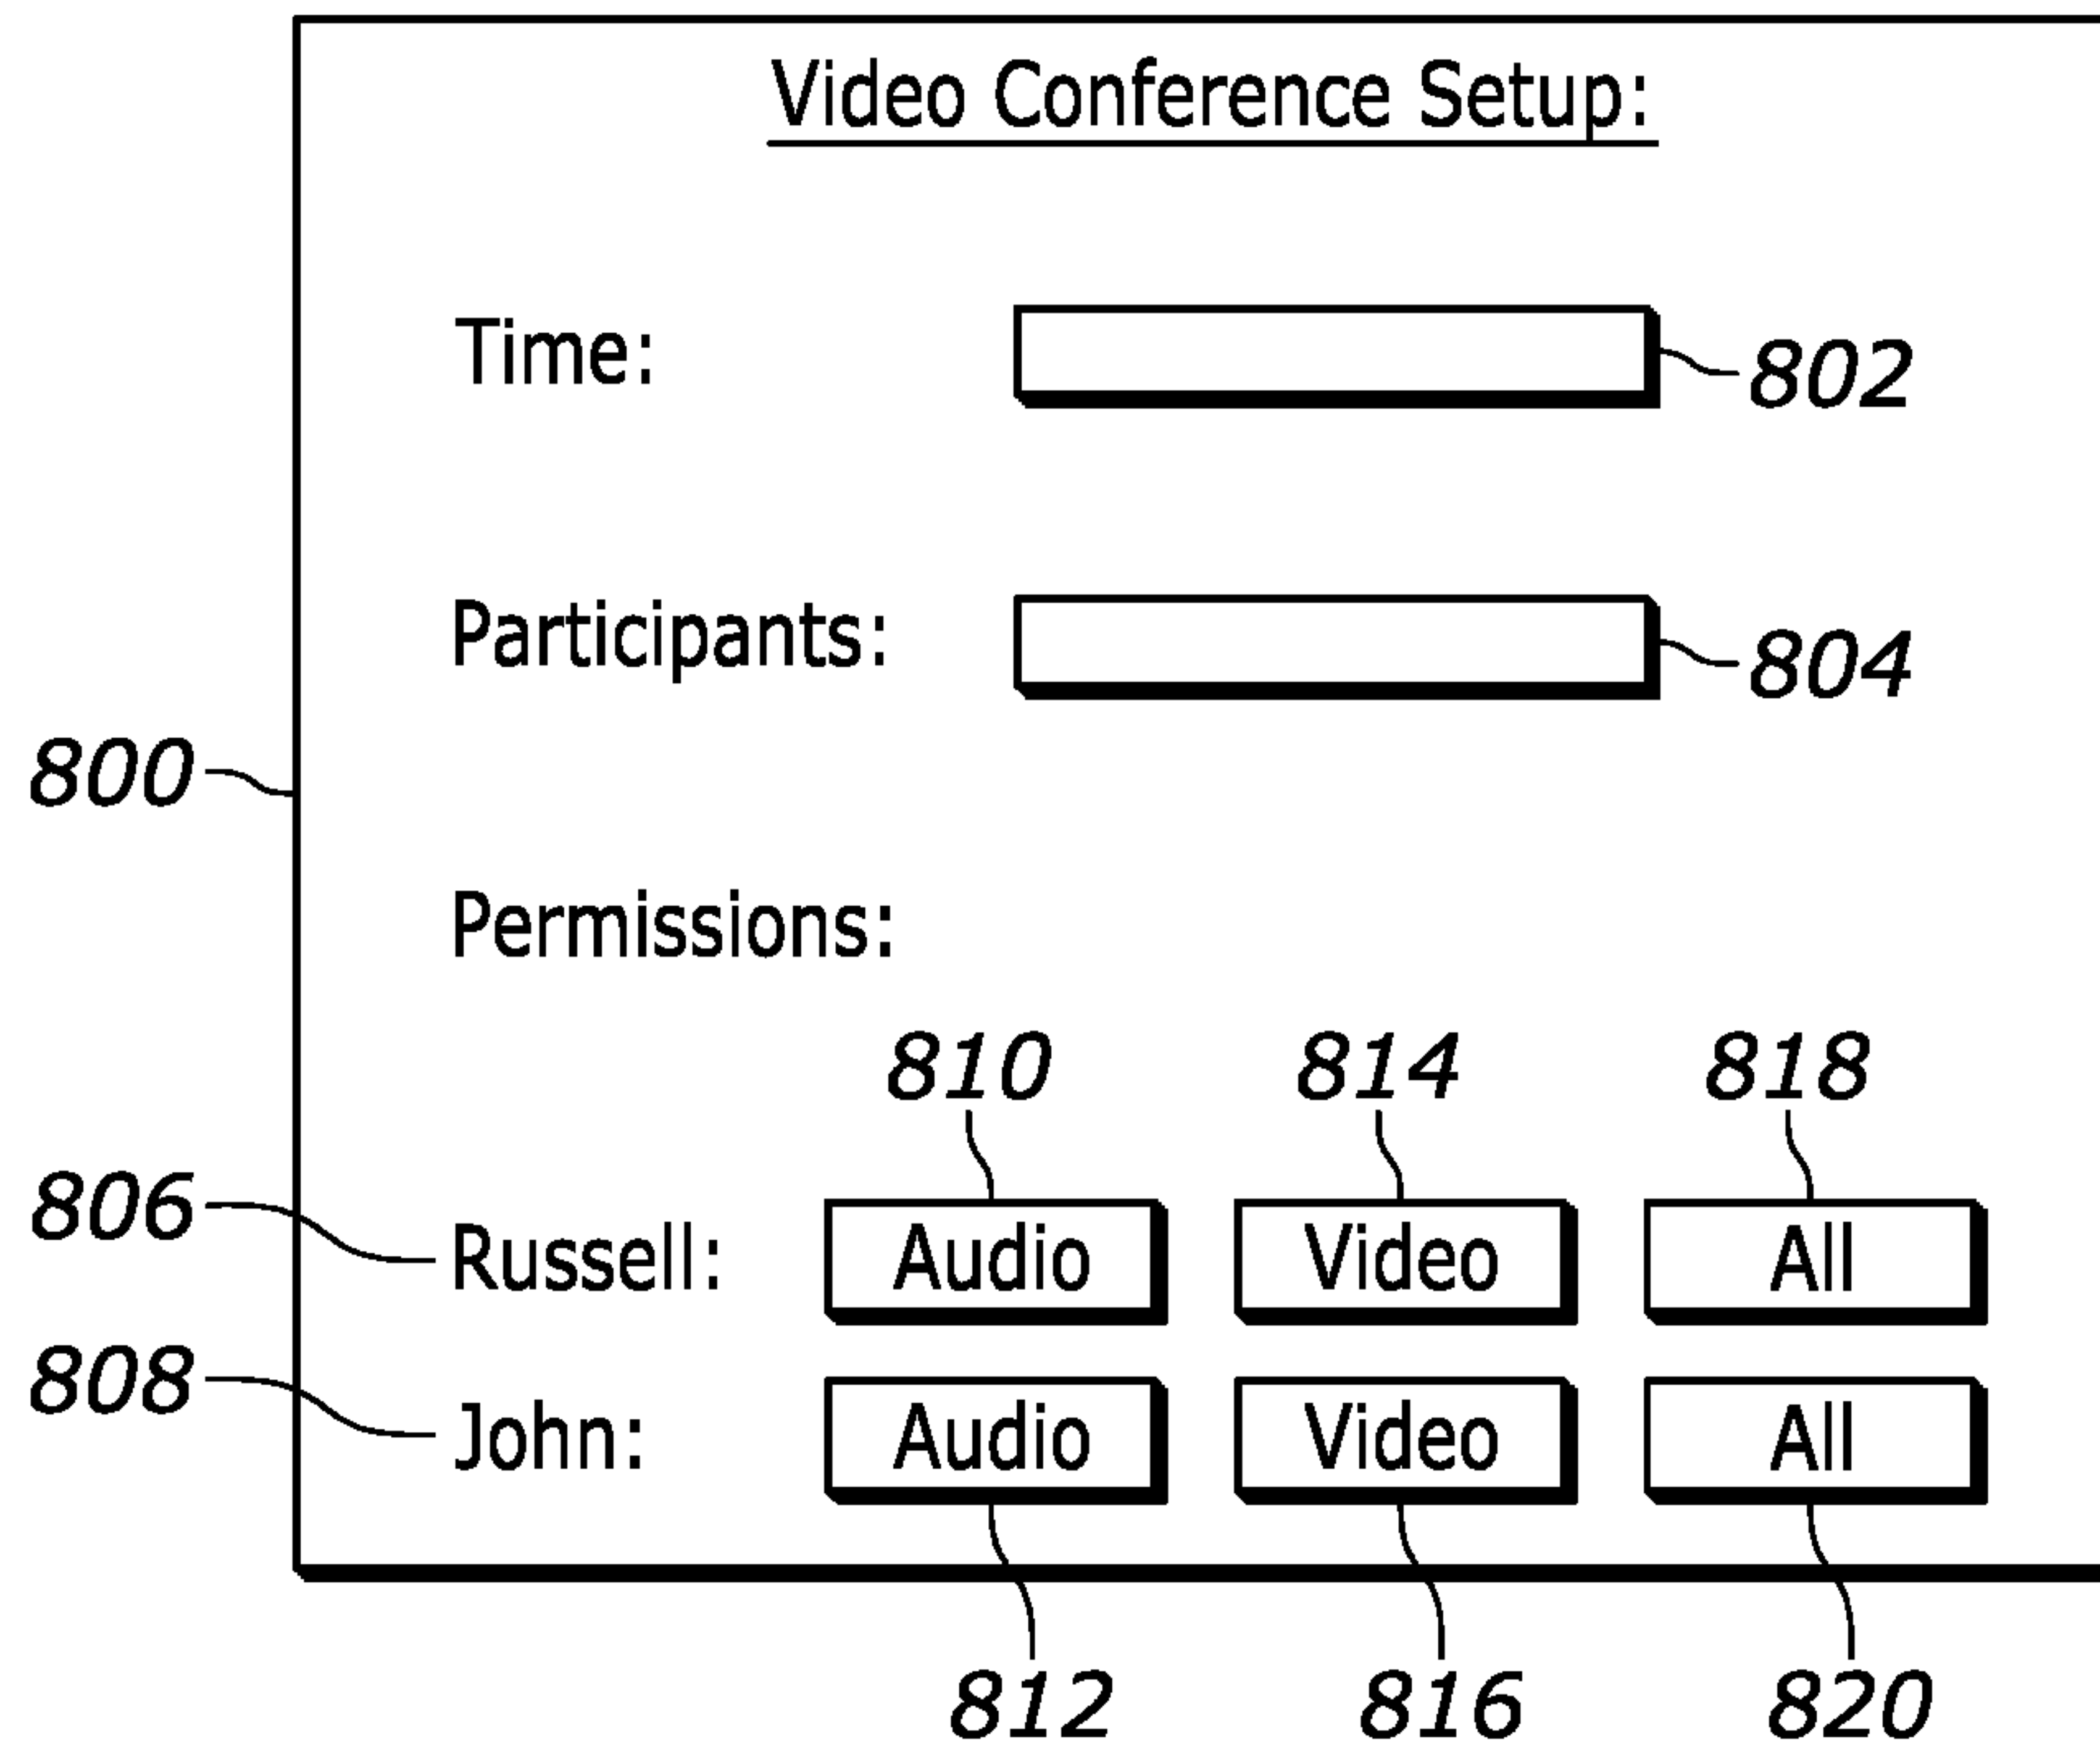 Video Conference Setup:
Time:
802
Participants:
804
800
Permissions:
810 814 818
806
Russell: Audio Video All
808
John: Audio Video All
812 816 820